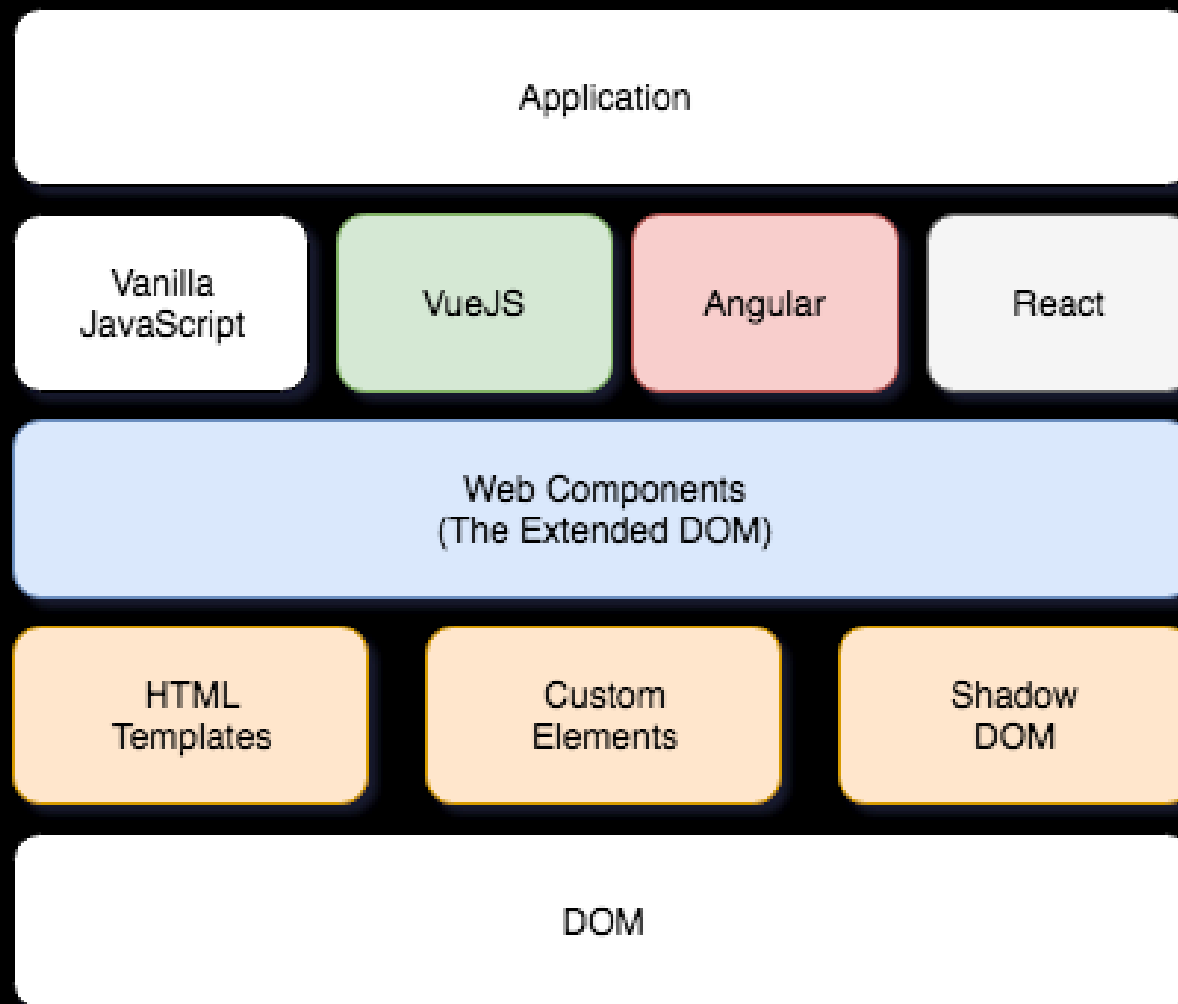 Application
Vanilla
JavaScript
VueJS
Angular
React
Web Components
(The Extended DOM)
HTML
Templates
Custom
Elements
Shadow
DOM
DOM